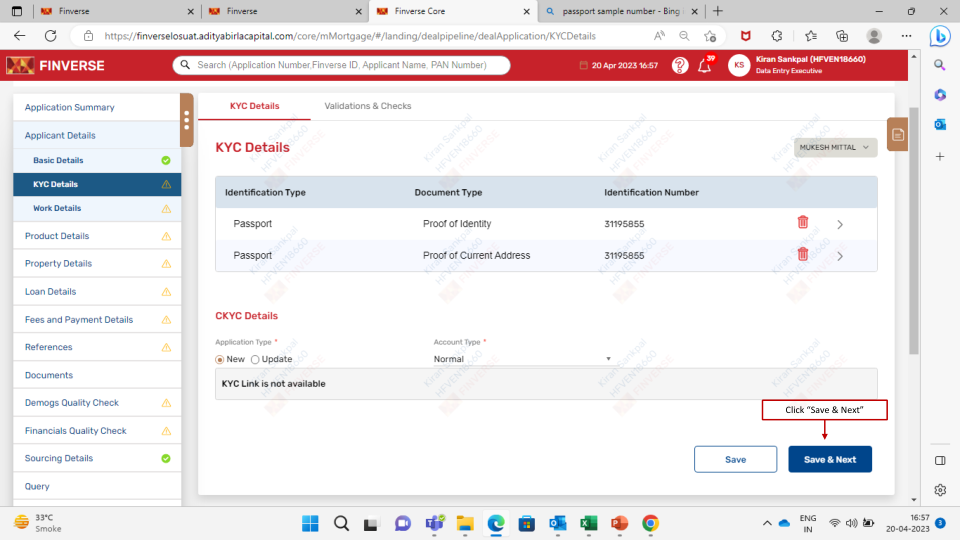 Finverse
Finverse
Finverse Core
passport sample number - Bing
https://finverselosuat.adityabirlacapital.com/core/mMortgage/#/landing/dealpipeline/dealApplication/KYCDetails
FINVERSE
Search (Application Number,Finverse ID, Applicant Name, PAN Number)
20 Apr 2023 16:57
?
39
KS
Kiran Sankpal (HFVEN18660)
Data Entry Executive
Application Summary
Applicant Details
Basic Details
KYC Details
Work Details
Product Details
Property Details
Loan Details
Fees and Payment Details
References
Documents
Demogs Quality Check
Financials Quality Check
Sourcing Details
Query
KYC Details
Validations & Checks
KYC Details
MUKESH MITTAL
Identification Type Document Type Identification Number
Passport Proof of Identity 31195855
Passport Proof of Current Address 31195855
CKYC Details
Application Type * Account Type *
New Update Normal
KYC Link is not available
Click “Save & Next”
Save Save & Next
Kiran Sankpal
HFVEN18660
FINVERSE
33°C
Smoke
ENG
IN
16:57
20-04-2023
3